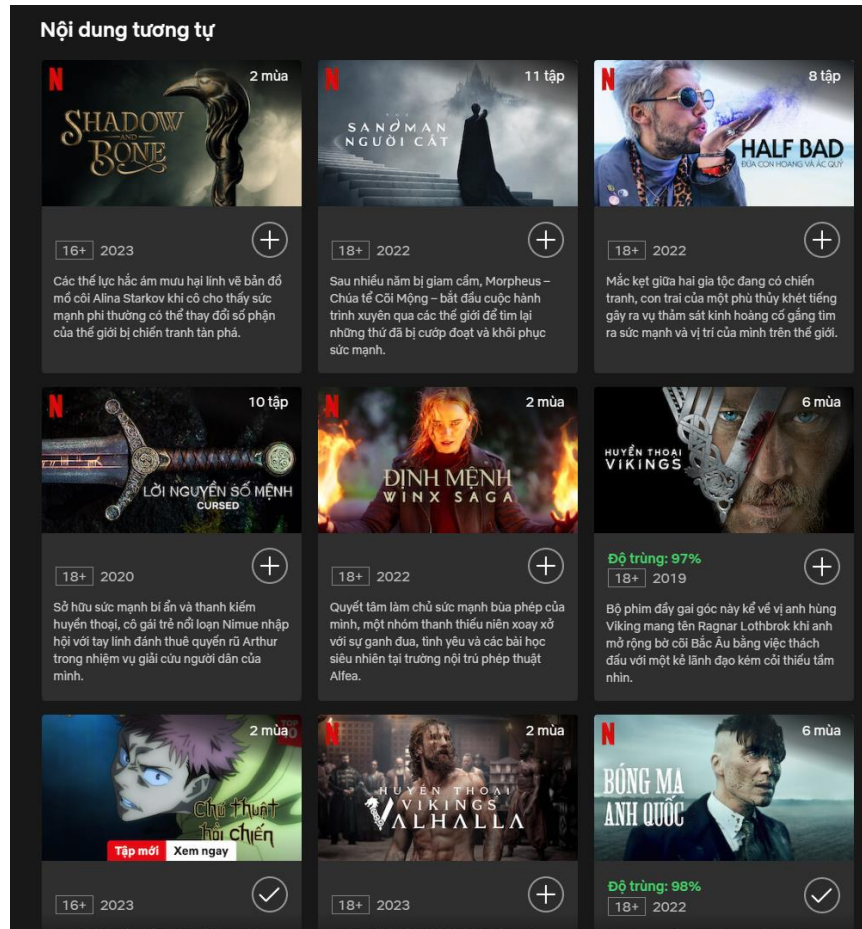 Nội dung tương tự
N
2 mùa
SHADOW
AND
BONE
16+ 2023
Các thế lực hắc ám mưu hại lính vẽ bản đồ
mồ côi Alina Starkov khi cô cho thấy sức
mạnh phi thường có thể thay đổi số phận
của thế giới bị chiến tranh tàn phá.
11 tập
THE
SANDMAN
NGƯỜI CÁT
18+ 2022
Sau nhiều năm bị giam cầm, Morpheus –
Chúa tể Cõi Mộng – bắt đầu cuộc hành
trình xuyên qua các thế giới để tìm lại
những thứ đã bị cướp đoạt và khôi phục
sức mạnh.
N
8 tập
HALF BAD
ĐỨA CON HOANG VÀ ÁC QUỶ
18+ 2022
Mắc kẹt giữa hai gia tộc đang có chiến
tranh, con trai của một phù thủy khét tiếng
gây ra vụ thảm sát kinh hoàng cố gắng tìm
ra sức mạnh và vị trí của mình trên thế giới.
N
10 tập
LỜI NGUYỀN SỐ MỆNH
CURSED
18+ 2020
Sở hữu sức mạnh bí ẩn và thanh kiếm
huyền thoại, cô gái trẻ nổi loạn Nimue nhập
hội với tay lính đánh thuê quyến rũ Arthur
trong nhiệm vụ giải cứu người dân của
mình.
N
2 mùa
ĐỊNH MỆNH
WINX SAGA
18+ 2022
Quyết tâm làm chủ sức mạnh bùa phép của
mình, một nhóm thanh thiếu niên xoay xở
với sự ganh đua, tình yêu và các bài học
siêu nhiên tại trường nội trú phép thuật
Alfea.
6 mùa
HUYỀN THOẠI
VIKINGS
Độ trùng: 97%
18+ 2019
Bộ phim đầy gai góc này kể về vị anh hùng
Viking mang tên Ragnar Lothbrok khi anh
mở rộng bờ cõi Bắc Âu bằng việc thách
đấu với một kẻ lãnh đạo kém cỏi thiếu tầm
nhìn.
2 mùa
TOP
10
Chú thuật
hồi chiến
Tập mới Xem ngay
16+ 2023
N
2 mùa
HUYỀN THOẠI
VIKINGS
VALHALLA
18+ 2023
N
6 mùa
BÓNG MA
ANH QUỐC
Độ trùng: 98%
18+ 2022